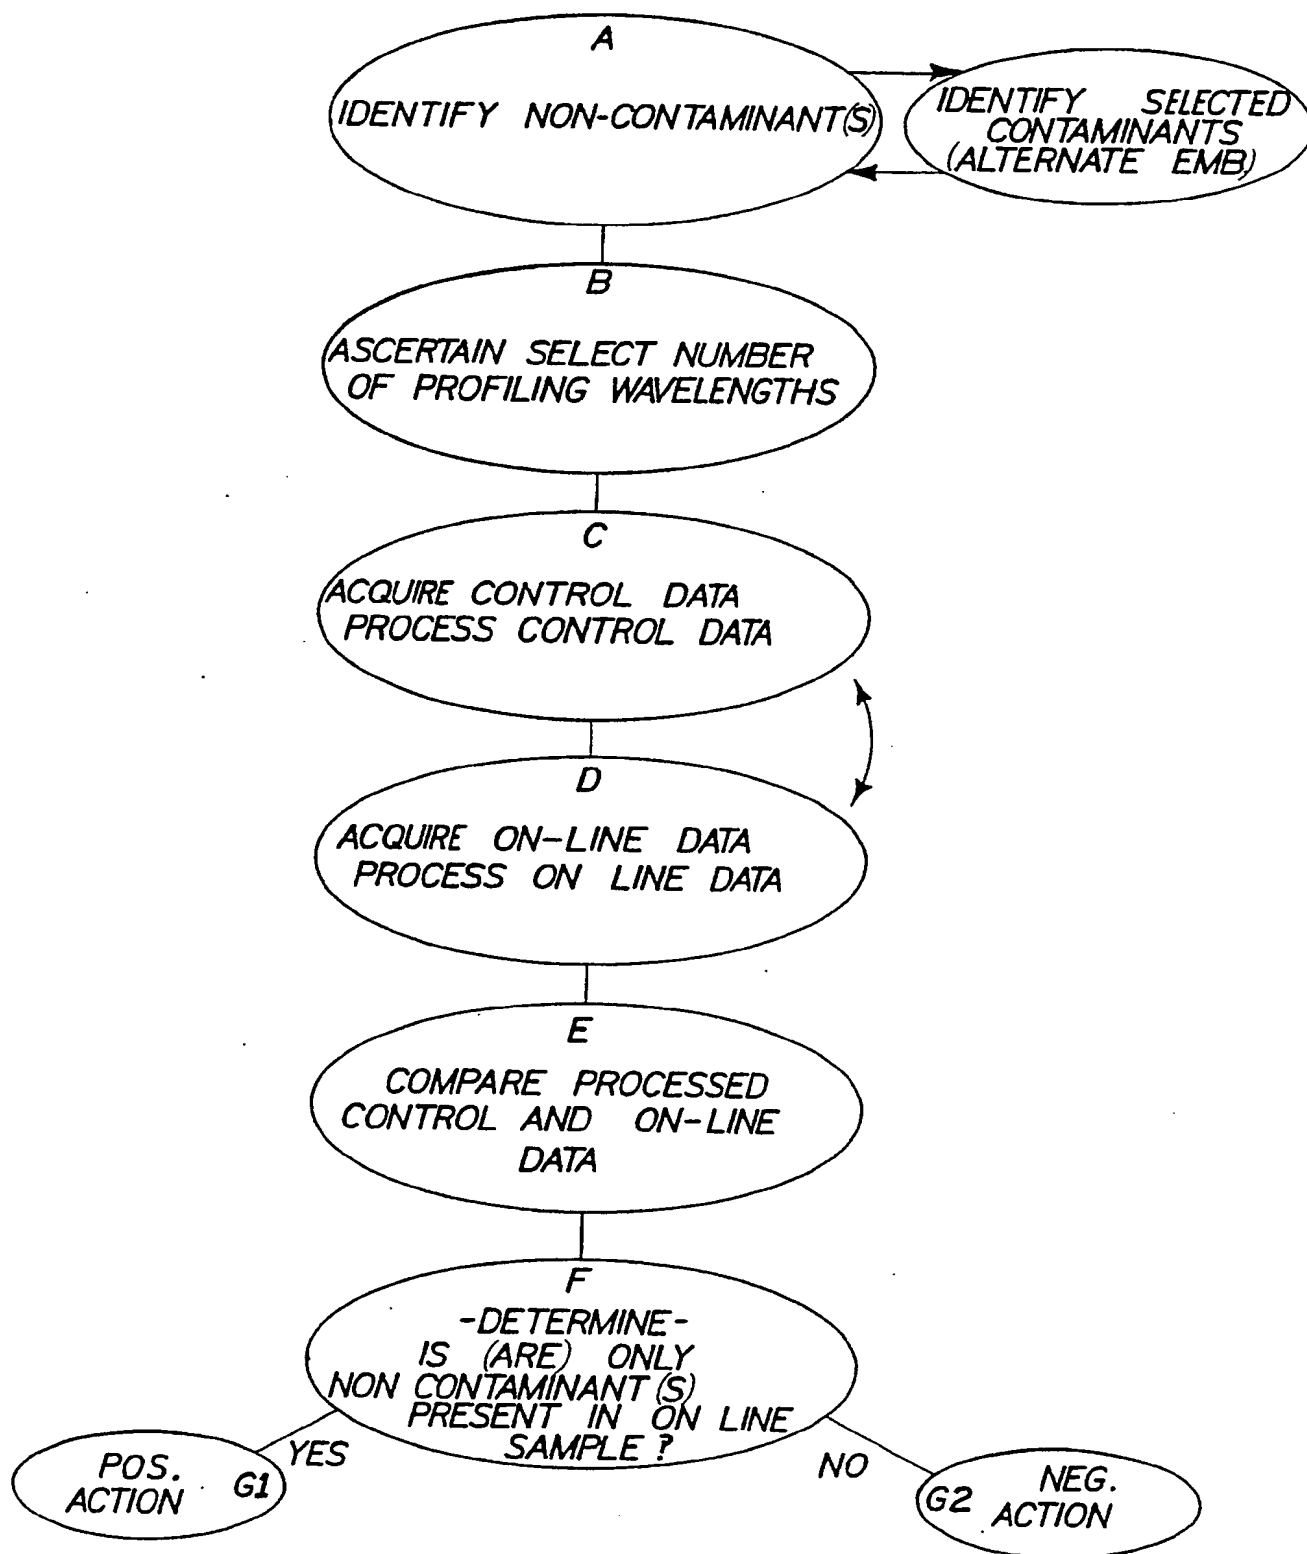 A
IDENTIFY NON-CONTAMINANT(S)
IDENTIFY SELECTED
CONTAMINANTS
(ALTERNATE EMB.)
B
ASCERTAIN SELECT NUMBER
OF PROFILING WAVELENGTHS
C
ACQUIRE CONTROL DATA
PROCESS CONTROL DATA
D
ACQUIRE ON-LINE DATA
PROCESS ON LINE DATA
E
COMPARE PROCESSED
CONTROL AND ON-LINE
DATA
F
-DETERMINE-
IS (ARE) ONLY
NON CONTAMINANT(S)
PRESENT IN ON LINE
SAMPLE?
YES
NO
POS.
ACTION G1
NEG.
G2 ACTION